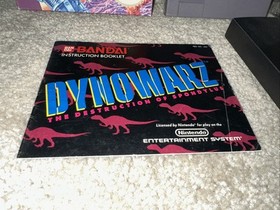 BANDAI
INSTRUCTION BOOKLET
DYNOWARZ
THE DESTRUCTION OF SPONDYLUS
Licensed by Nintendo® for play on the
Nintendo
ENTERTAINMENT SYSTEM